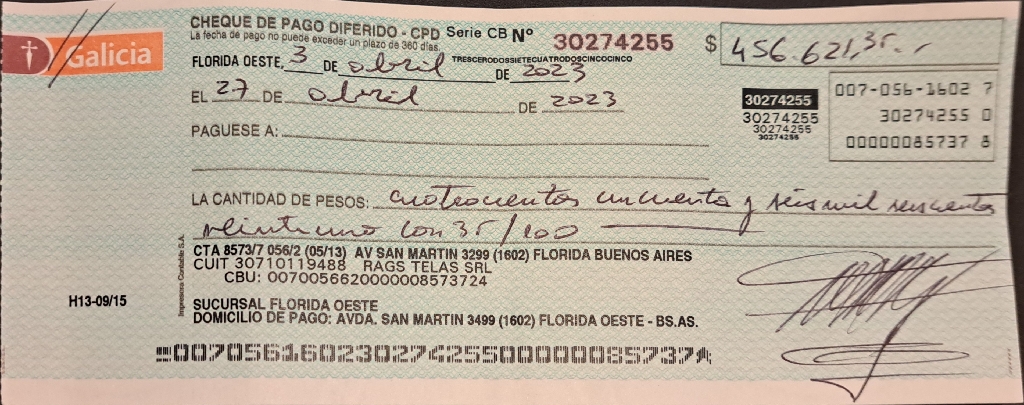 Galicia
CHEQUE DE PAGO DIFERIDO - CPD Serie CB Nº 30274255 $ 456.621,35.-
La fecha de pago no puede exceder un plazo de 360 días.
TRESCERODOSSIETECUATRODOSCINCOCINCO
FLORIDA OESTE, 3 DE abril DE 2023
EL 27 DE abril DE 2023
007-056-1602 7
30274255 0
00000085737 8
30274255
30274255
30274255
30274255
PAGUESE A:
LA CANTIDAD DE PESOS: cuatrocientos cincuenta y seis mil seiscientos
veintiuno con 35/100
CTA 8573/7 056/2 (05/13) AV SAN MARTIN 3299 (1602) FLORIDA BUENOS AIRES
CUIT 30710119488 RAGS TELAS SRL
CBU: 0070056620000008573724
H13-09/15
Impresores Contable S.A.
SUCURSAL FLORIDA OESTE
DOMICILIO DE PAGO: AVDA. SAN MARTIN 3499 (1602) FLORIDA OESTE - BS.AS.
00705616023027425500000085737